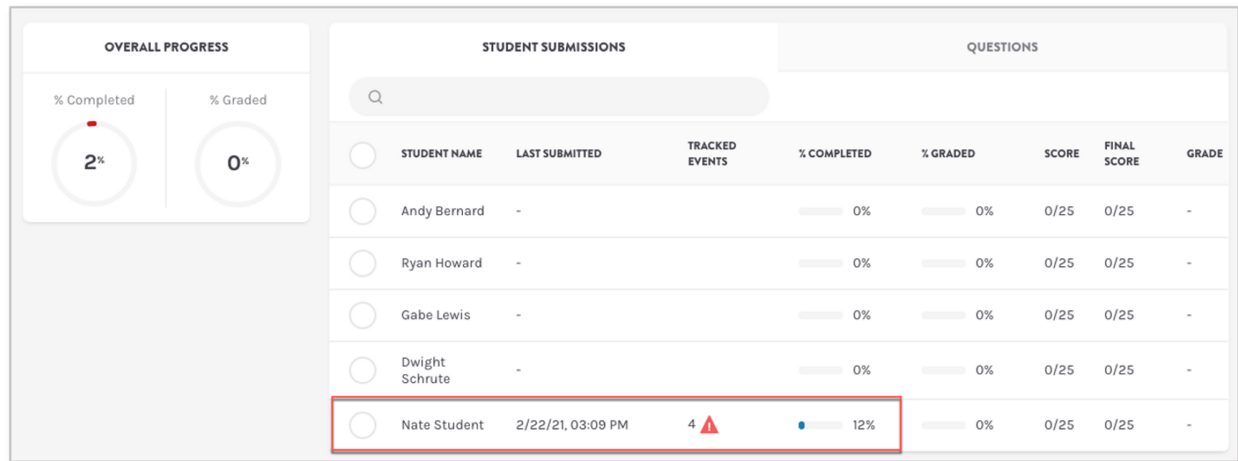 OVERALL PROGRESS
% Completed % Graded
2% 0%
STUDENT SUBMISSIONS QUESTIONS
STUDENT NAME LAST SUBMITTED TRACKED EVENTS % COMPLETED % GRADED SCORE FINAL SCORE GRADE
Andy Bernard - 0% 0% 0/25 0/25 -
Ryan Howard - 0% 0% 0/25 0/25 -
Gabe Lewis - 0% 0% 0/25 0/25 -
Dwight Schrute - 0% 0% 0/25 0/25 -
Nate Student 2/22/21, 03:09 PM 4 12% 0% 0/25 0/25 -